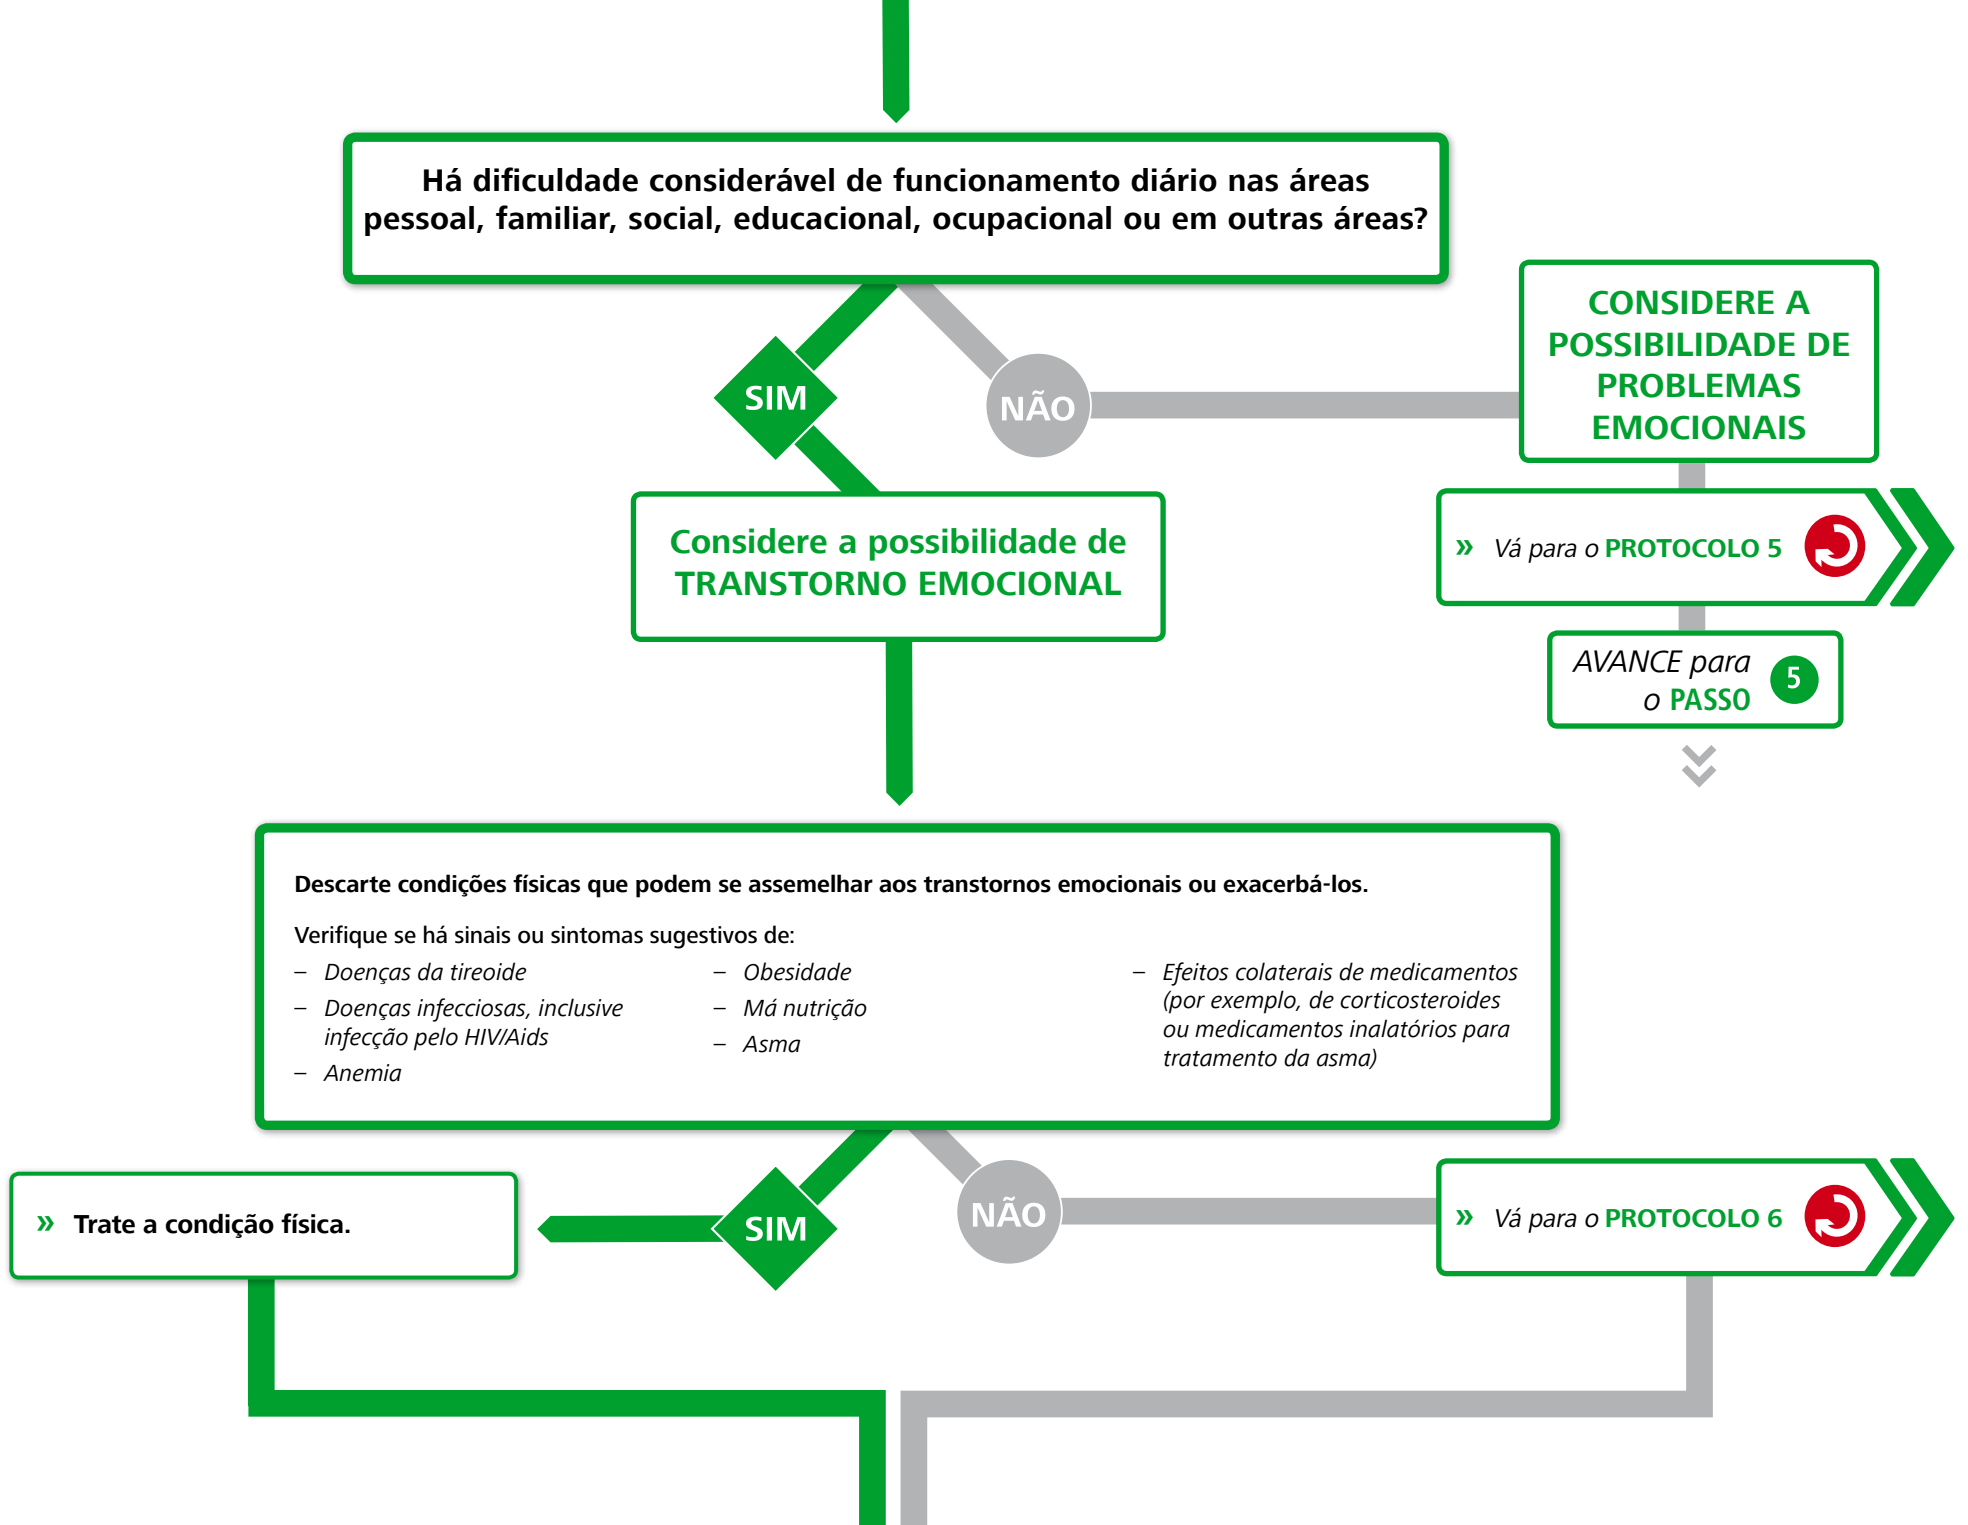 Há dificuldade considerável de funcionamento diário nas áreas
pessoal, familiar, social, educacional, ocupacional ou em outras áreas?
SIM
NÃO
CONSIDERE A
POSSIBILIDADE DE
PROBLEMAS
EMOCIONAIS
» Vá para o PROTOCOLO 5
AVANCE para
o PASSO 5
Considere a possibilidade de
TRANSTORNO EMOCIONAL
Descarte condições físicas que podem se assemelhar aos transtornos emocionais ou exacerbá-los.
Verifique se há sinais ou sintomas sugestivos de:
– Doenças da tireoide
– Doenças infecciosas, inclusive
infecção pelo HIV/Aids
– Anemia
– Obesidade
– Má nutrição
– Asma
– Efeitos colaterais de medicamentos
(por exemplo, de corticosteroides
ou medicamentos inalatórios para
tratamento da asma)
SIM
NÃO
» Trate a condição física.
» Vá para o PROTOCOLO 6